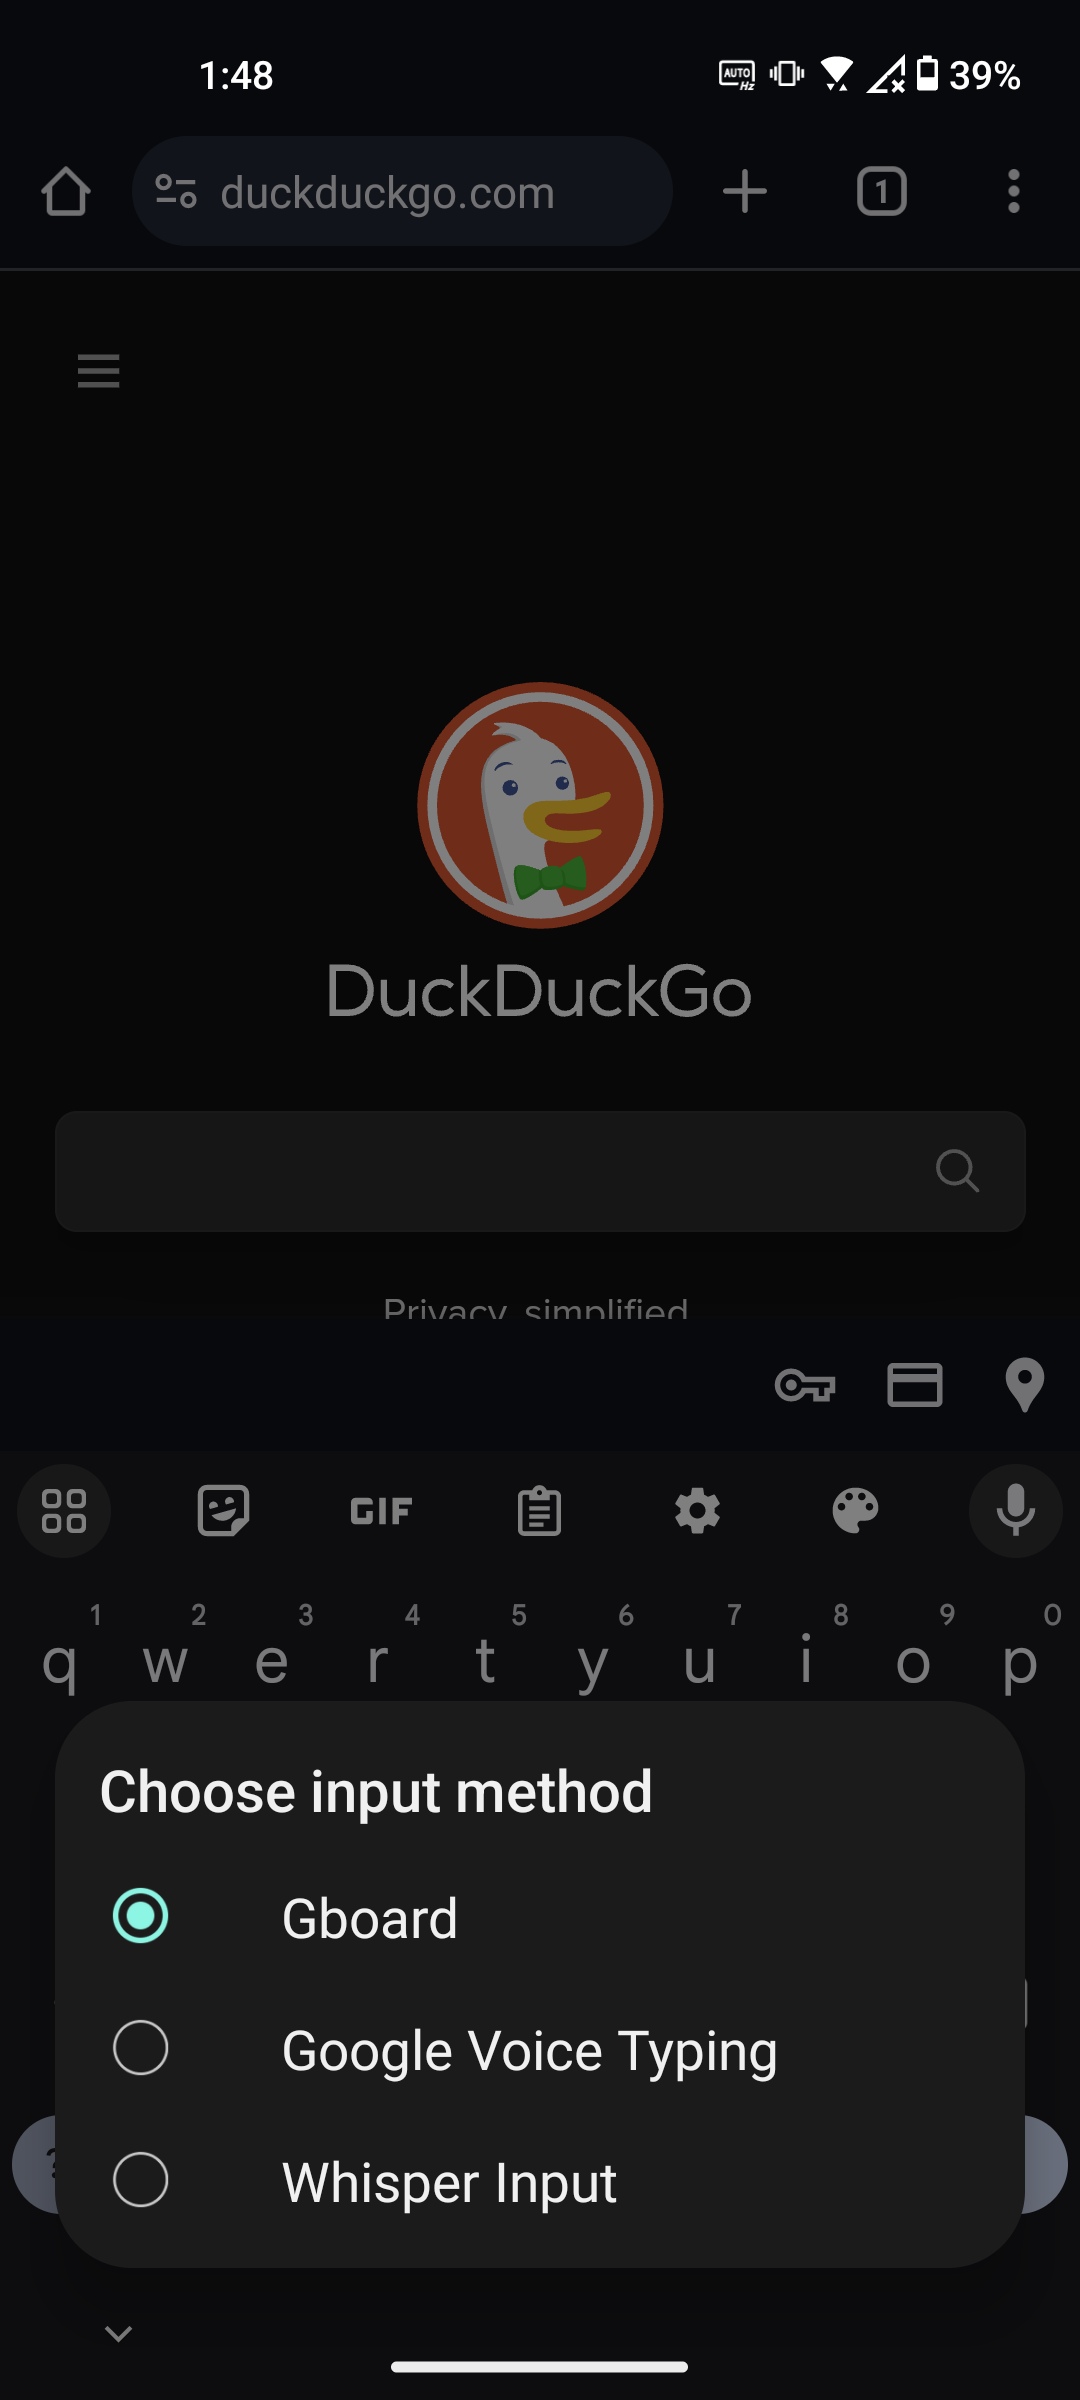 1:48
AUTO
Hz
39%
duckduckgo.com
1
DuckDuckGo
Privacy, simplified
GIF
1 2 3 4 5 6 7 8 9 0
q w e r t y u i o p
Choose input method
Gboard
Google Voice Typing
Whisper Input